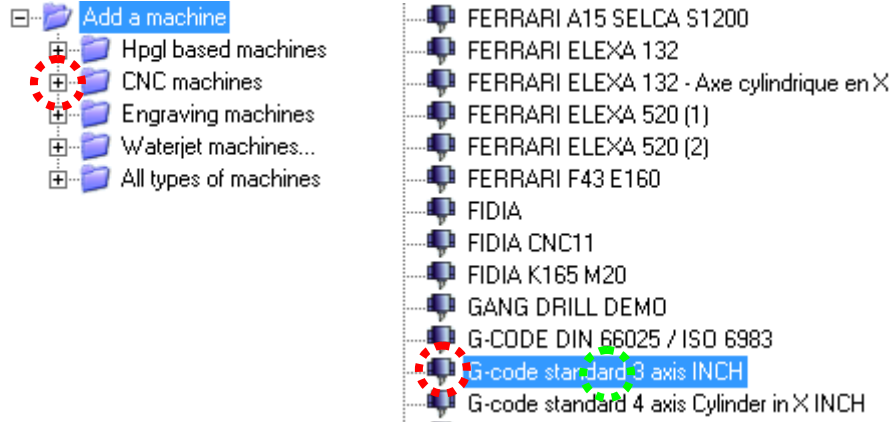 Add a machine
Hpgl based machines
CNC machines
Engraving machines
Waterjet machines...
All types of machines
FERRARI A15 SELCA S1200
FERRARI ELEXA 132
FERRARI ELEXA 132 - Axe cylindrique en X
FERRARI ELEXA 520 (1)
FERRARI ELEXA 520 (2)
FERRARI F43 E160
FIDIA
FIDIA CNC11
FIDIA K165 M20
GANG DRILL DEMO
G-CODE DIN 66025 / ISO 6983
G-code standard 3 axis INCH
G-code standard 4 axis Cylinder in X INCH